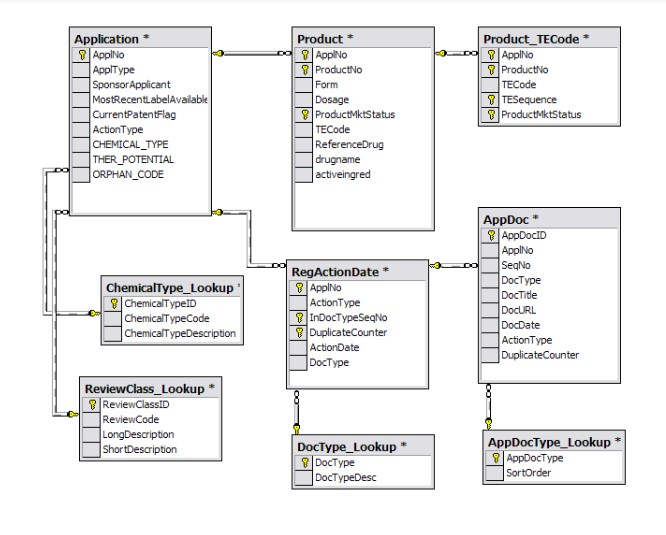 Application *
ApplNo
ApplType
SponsorApplicant
MostRecentLabelAvailable
CurrentPatentFlag
ActionType
CHEMICAL_TYPE
THER_POTENTIAL
ORPHAN_CODE
Product *
ApplNo
ProductNo
Form
Dosage
ProductMktStatus
TECode
ReferenceDrug
drugname
activeingred
Product_TECode *
ApplNo
ProductNo
TECode
TESequence
ProductMktStatus
AppDoc *
AppDocID
ApplNo
SeqNo
DocType
DocTitle
DocURL
DocDate
ActionType
DuplicateCounter
RegActionDate *
ApplNo
ActionType
InDocTypeSeqNo
DuplicateCounter
ActionDate
DocType
ChemicalType_Lookup *
ChemicalTypeID
ChemicalTypeCode
ChemicalTypeDescription
ReviewClass_Lookup *
ReviewClassID
ReviewCode
LongDescription
ShortDescription
DocType_Lookup *
DocType
DocTypeDesc
AppDocType_Lookup *
AppDocType
SortOrder